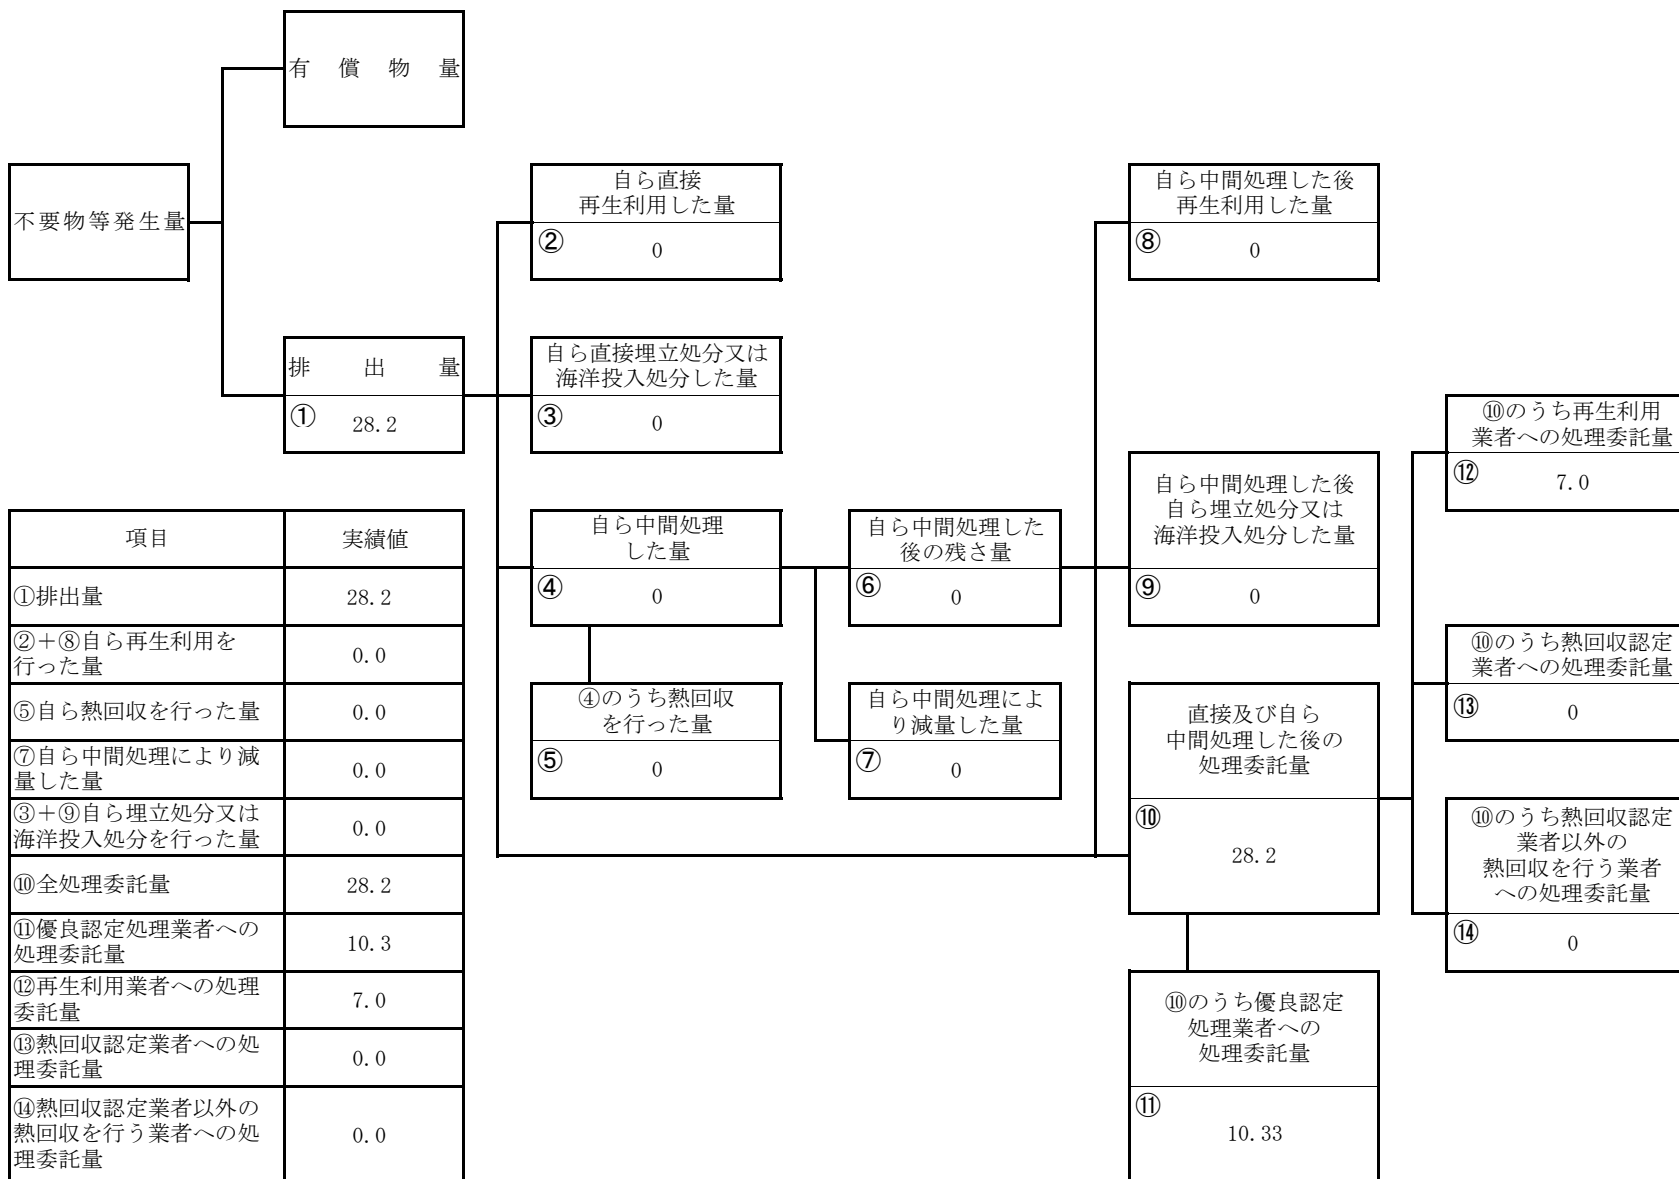 有償物量
不要物等発生量
排出量
①
28.2
自ら直接
再生利用した量
②
0
自ら直接埋立処分又は
海洋投入処分した量
③
0
自ら中間処理
した量
④
0
④のうち熱回収
を行った量
⑤
0
自ら中間処理した
後の残さ量
⑥
0
自ら中間処理によ
り減量した量
⑦
0
自ら中間処理した後
再生利用した量
⑧
0
自ら中間処理した後
自ら埋立処分又は
海洋投入処分した量
⑨
0
直接及び自ら
中間処理した後の
処理委託量
⑩
28.2
⑩のうち優良認定
処理業者への
処理委託量
⑪
10.33
⑩のうち再生利用
業者への処理委託量
⑫
7.0
⑩のうち熱回収認定
業者への処理委託量
⑬
0
⑩のうち熱回収認定
業者以外の
熱回収を行う業者
への処理委託量
⑭
0
項目 実績値
①排出量 28.2
②＋⑧自ら再生利用を
行った量 0.0
⑤自ら熱回収を行った量 0.0
⑦自ら中間処理により減
量した量 0.0
③＋⑨自ら埋立処分又は
海洋投入処分を行った量 0.0
⑩全処理委託量 28.2
⑪優良認定処理業者への
処理委託量 10.3
⑫再生利用業者への処理
委託量 7.0
⑬熱回収認定業者への処
理委託量 0.0
⑭熱回収認定業者以外の
熱回収を行う業者への処
理委託量 0.0